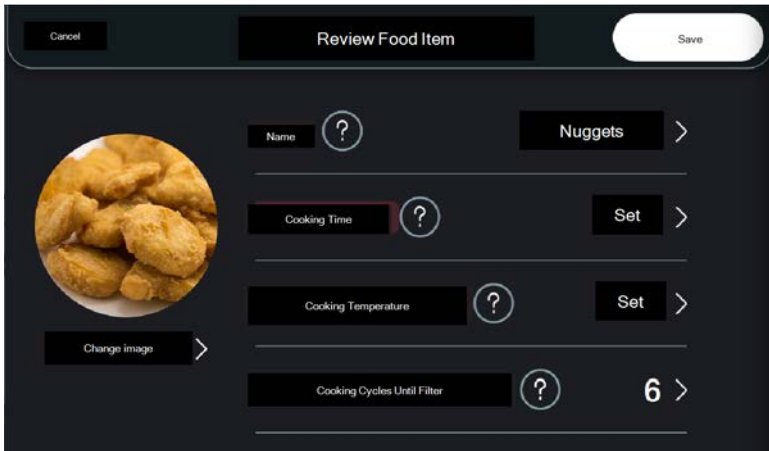 Cancel
Review Food Item
Save
Name ?
Nuggets
Cooking Time ?
Set
Cooking Temperature ?
Set
Change image
Cooking Cycles Until Filter ?
6